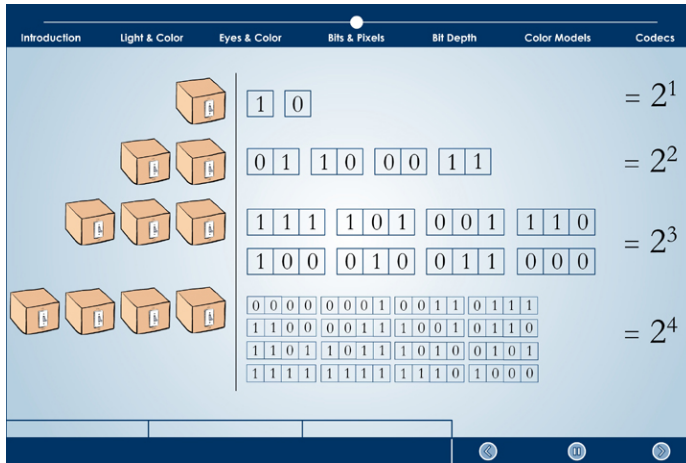 Introduction Light & Color Eyes & Color Bits & Pixels Bit Depth Color Models Codecs
1 0 = 2¹
0 1 1 0 0 0 1 1 = 2²
1 1 1 1 0 1 0 0 1 1 1 0
= 2³
1 0 0 0 1 0 0 1 1 0 0 0
0 0 0 0 0 0 0 1 0 0 1 1 0 1 1 1
1 1 0 0 0 0 1 1 1 0 0 1 0 1 1 0
= 2⁴
1 1 0 1 1 0 1 1 1 0 1 0 0 1 0 1
1 1 1 1 1 1 1 1 1 1 1 0 1 0 0 0